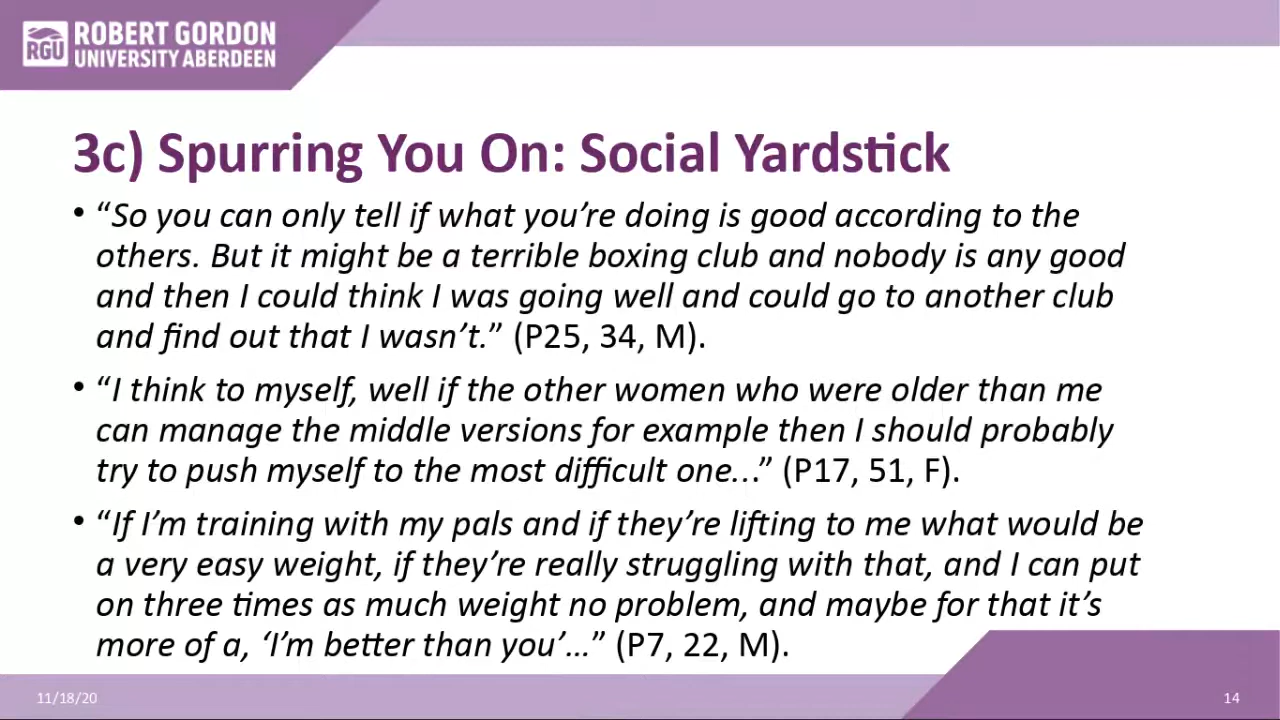 RGU
ROBERT GORDON
UNIVERSITY ABERDEEN
3c) Spurring You On: Social Yardstick
• “So you can only tell if what you’re doing is good according to the
others. But it might be a terrible boxing club and nobody is any good
and then I could think I was going well and could go to another club
and find out that I wasn’t.” (P25, 34, M).
• “I think to myself, well if the other women who were older than me
can manage the middle versions for example then I should probably
try to push myself to the most difficult one...” (P17, 51, F).
• “If I’m training with my pals and if they’re lifting to me what would be
a very easy weight, if they’re really struggling with that, and I can put
on three times as much weight no problem, and maybe for that it’s
more of a, ‘I’m better than you’…” (P7, 22, M).
11/18/20
14